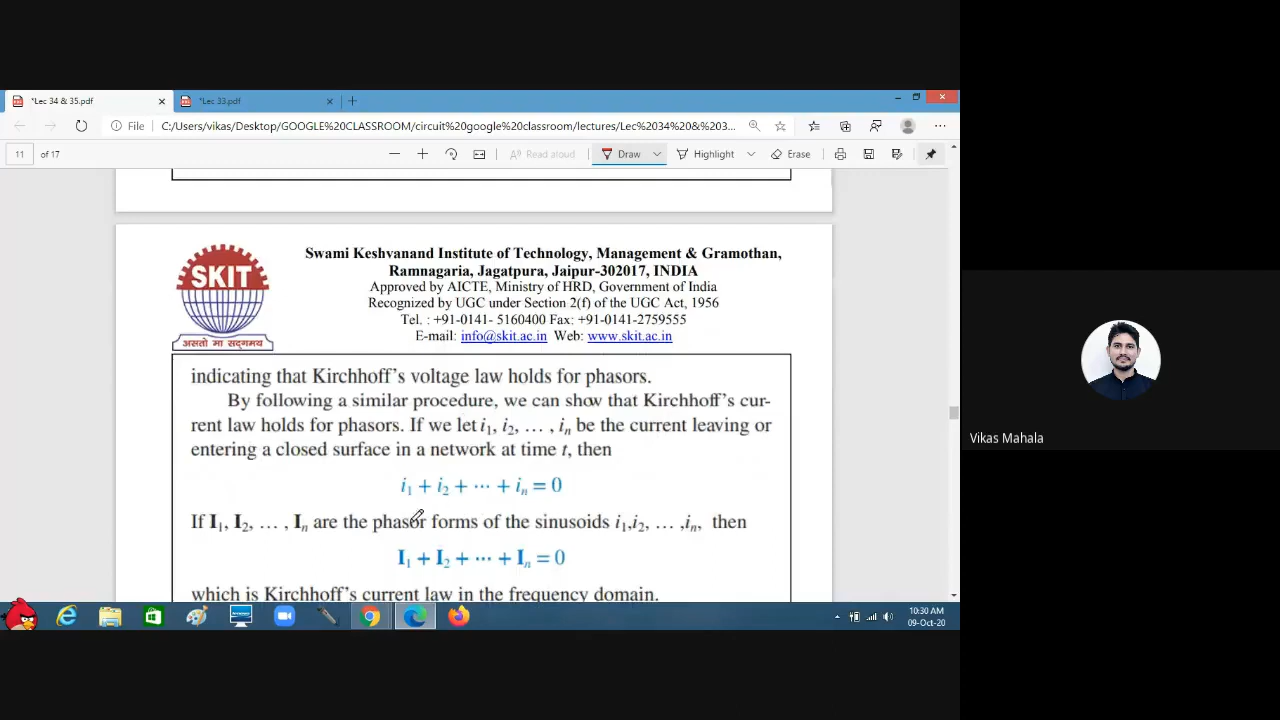 *Lec 34 & 35.pdf
*Lec 33.pdf
File
C:/Users/vikas/Desktop/GOOGLE%20CLASSROOM/circuit%20google%20classroom/lectures/Lec%2034%20&%203...
11 of 17
Read aloud
Draw
Highlight
Erase
SKIT
असतो मा सद्गमय
Swami Keshvanand Institute of Technology, Management & Gramothan,
Ramnagaria, Jagatpura, Jaipur-302017, INDIA
Approved by AICTE, Ministry of HRD, Government of India
Recognized by UGC under Section 2(f) of the UGC Act, 1956
Tel. : +91-0141- 5160400 Fax: +91-0141-2759555
E-mail: info@skit.ac.in Web: www.skit.ac.in
indicating that Kirchhoff's voltage law holds for phasors.
By following a similar procedure, we can show that Kirchhoff's cur-
rent law holds for phasors. If we let i₁, i₂, … , iₙ be the current leaving or
entering a closed surface in a network at time t, then
i₁ + i₂ + ··· + iₙ = 0
If I₁, I₂, … , Iₙ are the phasor forms of the sinusoids i₁,i₂, … ,iₙ, then
I₁ + I₂ + ··· + Iₙ = 0
which is Kirchhoff's current law in the frequency domain.
10:30 AM
09-Oct-20
Vikas Mahala